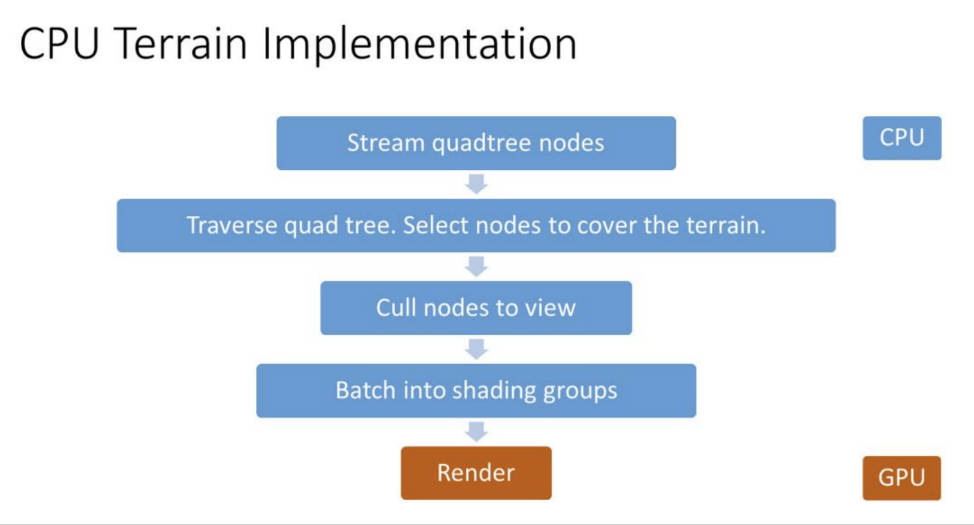 CPU Terrain Implementation
Stream quadtree nodes
CPU
Traverse quad tree. Select nodes to cover the terrain.
Cull nodes to view
Batch into shading groups
Render
GPU